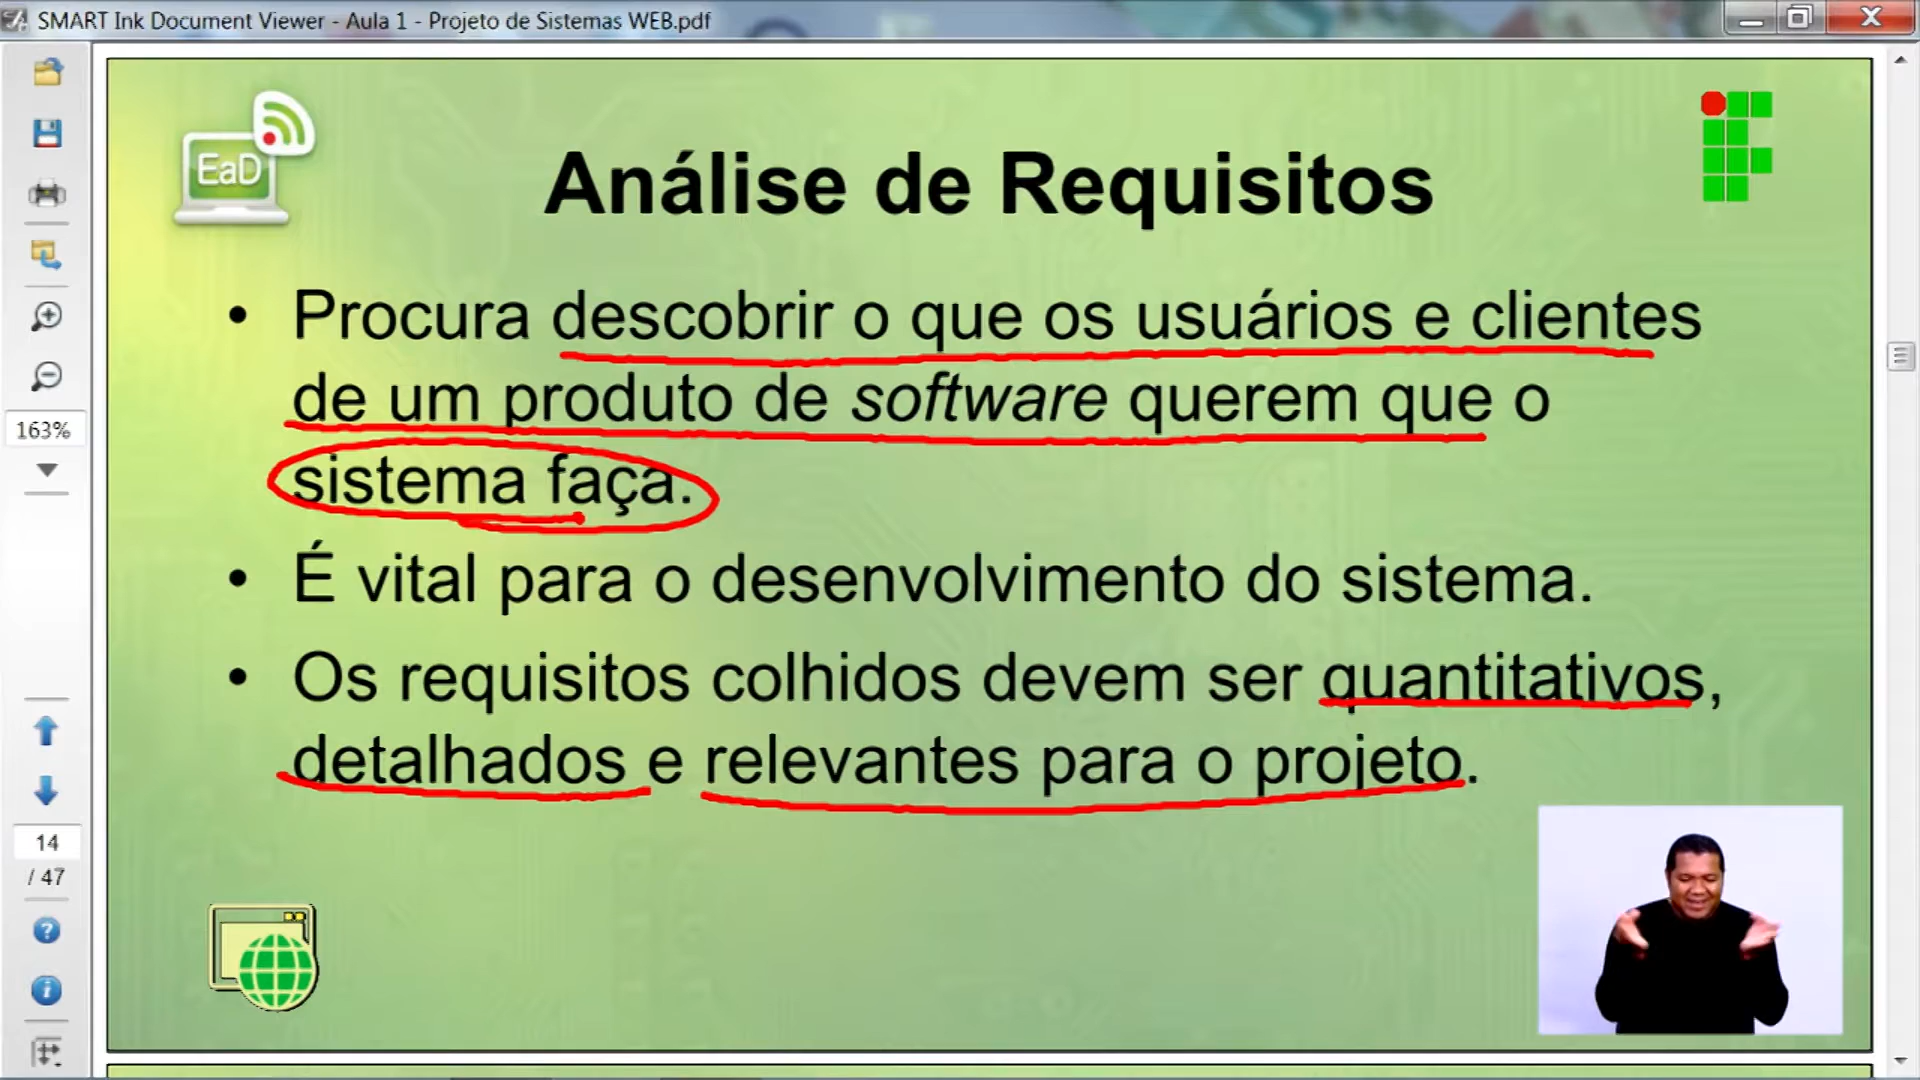 SMART Ink Document Viewer - Aula 1 - Projeto de Sistemas WEB.pdf
EaD
Análise de Requisitos
• Procura descobrir o que os usuários e clientes
de um produto de software querem que o
sistema faça.
• É vital para o desenvolvimento do sistema.
• Os requisitos colhidos devem ser quantitativos,
detalhados e relevantes para o projeto.
163%
14
/ 47